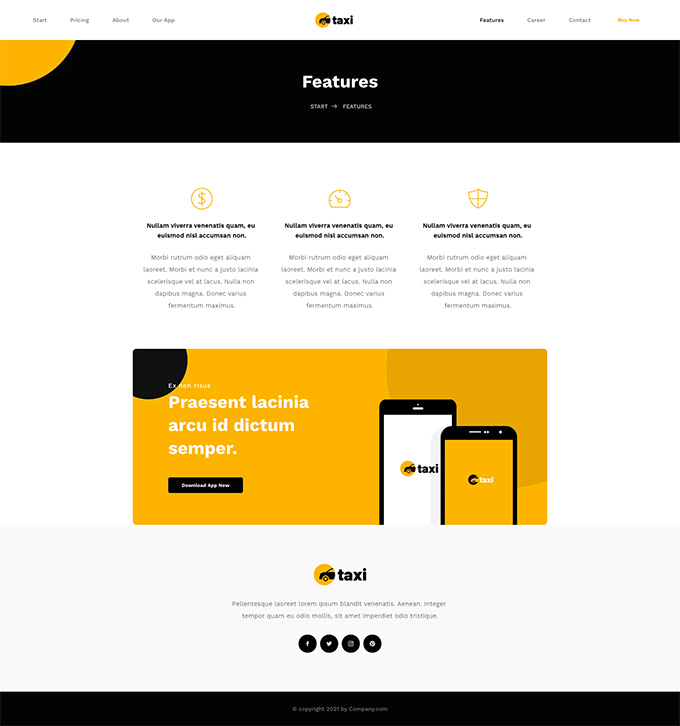 Start Pricing About Our App taxi Features Career Contact Buy Now
Features
START → FEATURES
Nullam viverra venenatis quam, eu
euismod nisl accumsan non.
Morbi rutrum odio eget aliquam
laoreet. Morbi et nunc a justo lacinia
scelerisque vel at lacus. Nulla non
dapibus magna. Donec varius
fermentum maximus.
Nullam viverra venenatis quam, eu
euismod nisl accumsan non.
Morbi rutrum odio eget aliquam
laoreet. Morbi et nunc a justo lacinia
scelerisque vel at lacus. Nulla non
dapibus magna. Donec varius
fermentum maximus.
Nullam viverra venenatis quam, eu
euismod nisl accumsan non.
Morbi rutrum odio eget aliquam
laoreet. Morbi et nunc a justo lacinia
scelerisque vel at lacus. Nulla non
dapibus magna. Donec varius
fermentum maximus.
Ex non risus
Praesent lacinia
arcu id dictum
semper.
Download App Now
taxi
taxi
taxi
Pellentesque laoreet lorem ipsum blandit venenatis. Aenean. Integer
tempor quam eu odio mollis, sit amet imperdiet odio tristique.
© copyright 2021 by Company.com